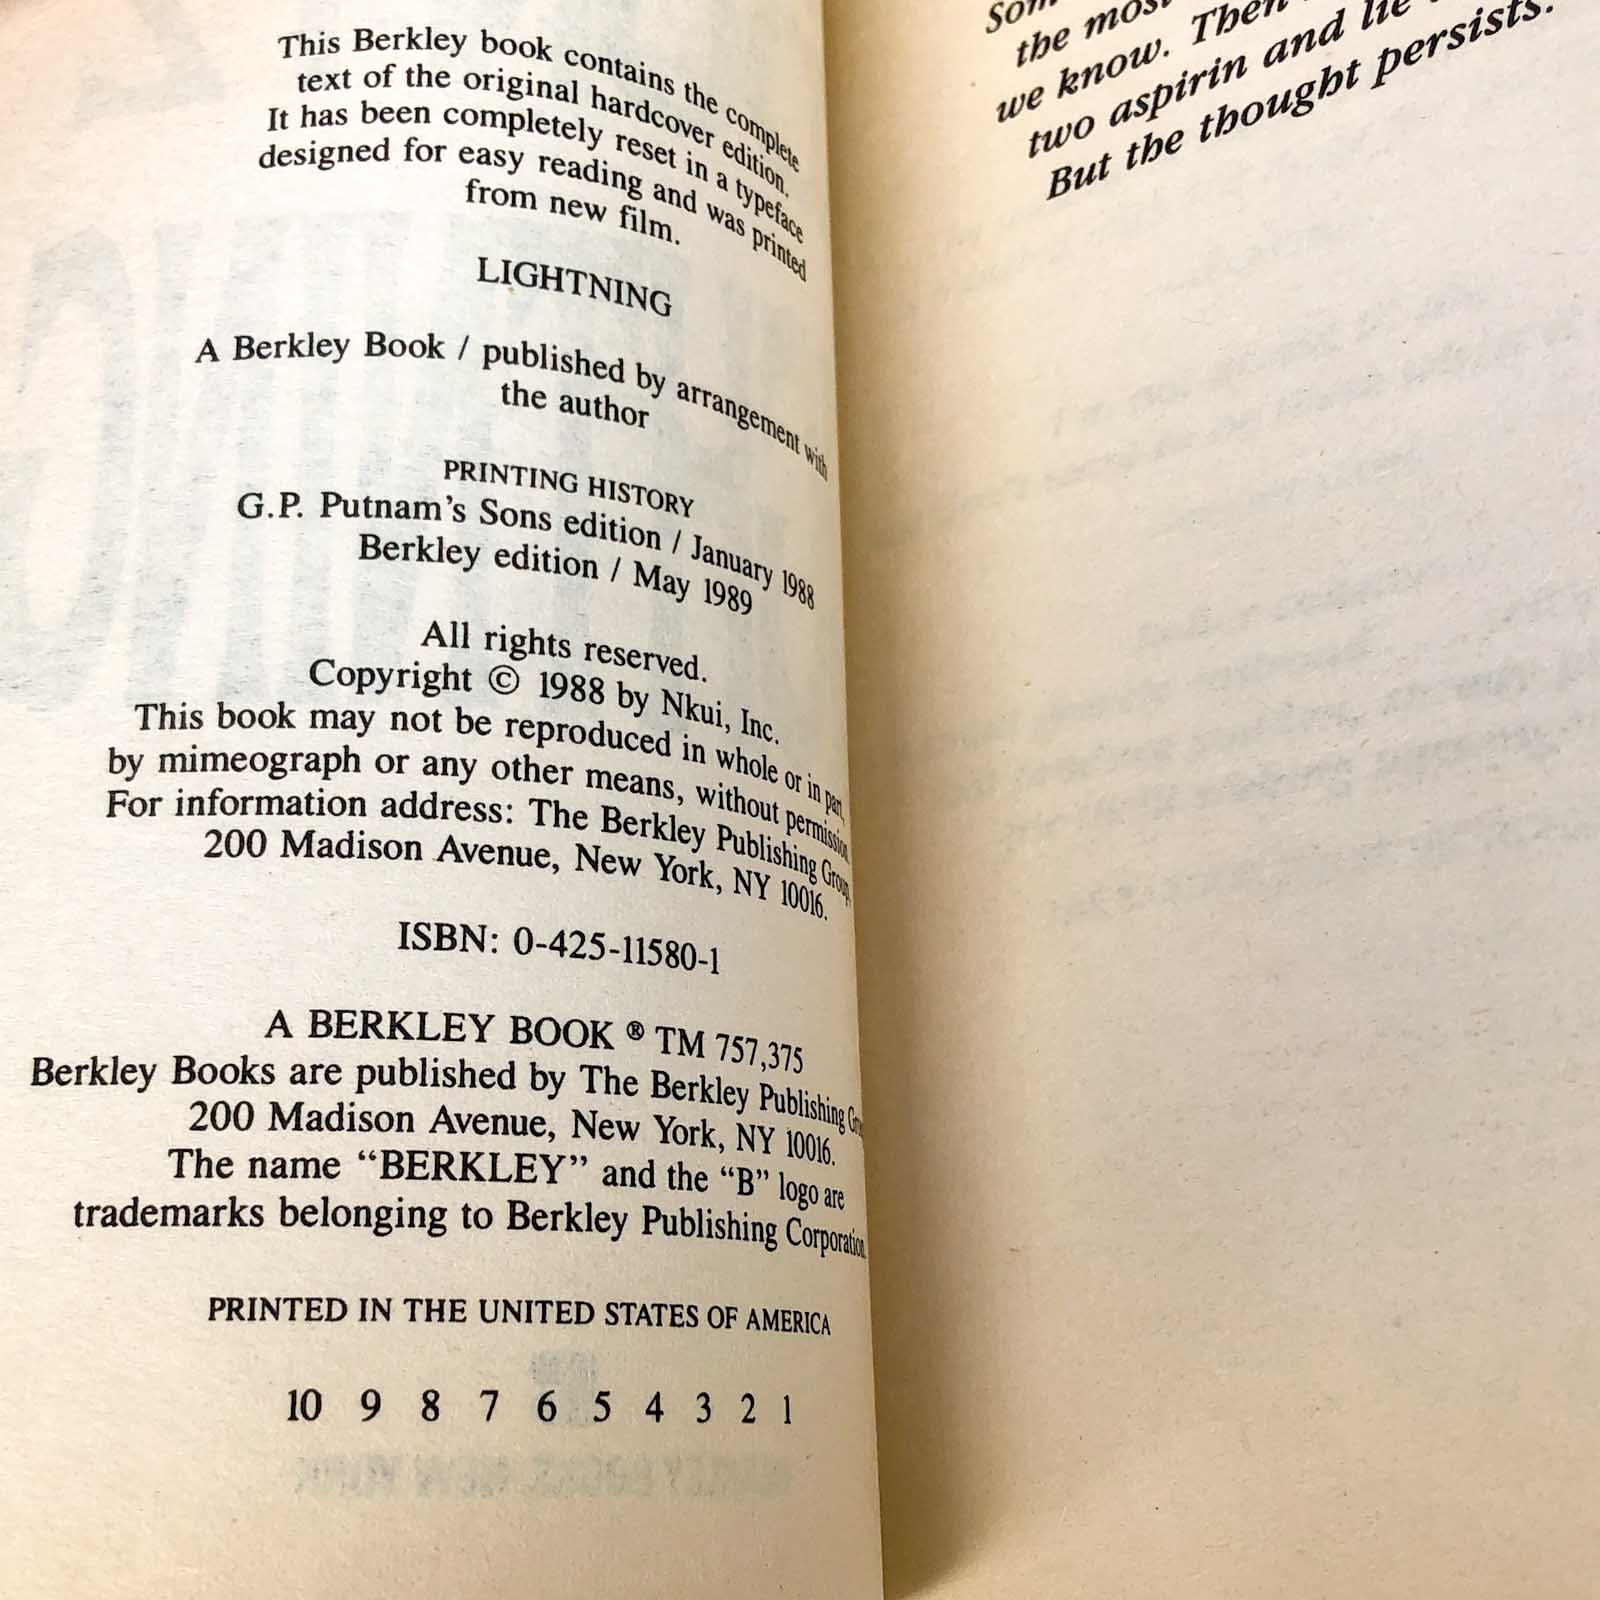 This Berkley book contains the complete
text of the original hardcover edition.
It has been completely reset in a typeface
designed for easy reading and was printed
from new film.
LIGHTNING
A Berkley Book / published by arrangement with
the author
PRINTING HISTORY
G.P. Putnam's Sons edition / January 1988
Berkley edition / May 1989
All rights reserved.
Copyright © 1988 by Nkui, Inc.
This book may not be reproduced in whole or in part,
by mimeograph or any other means, without permission.
For information address: The Berkley Publishing Group,
200 Madison Avenue, New York, NY 10016.
ISBN: 0-425-11580-1
A BERKLEY BOOK ® TM 757,375
Berkley Books are published by The Berkley Publishing
200 Madison Avenue, New York, NY 10016.
The name “BERKLEY” and the “B” logo are
trademarks belonging to Berkley Publishing Corporation.
PRINTED IN THE UNITED STATES OF AMERICA
10 9 8 7 6 5 4 3 2 1
the most
we know. Then
two aspirin and lie
But the thought persists.